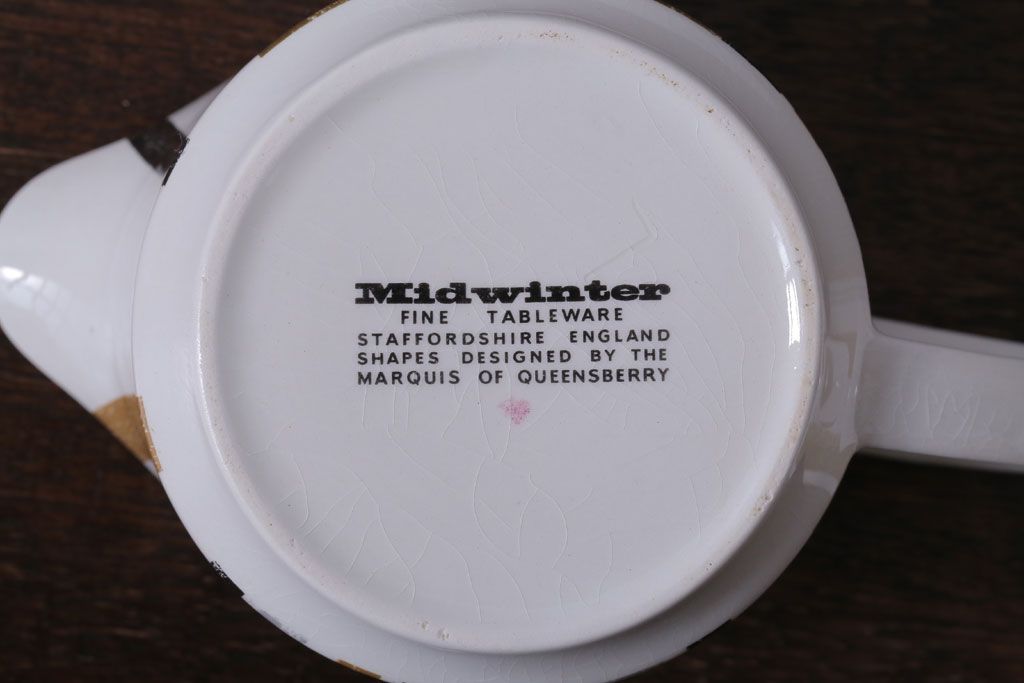 Midwinter
FINE TABLEWARE
STAFFORDSHIRE ENGLAND
SHAPES DESIGNED BY THE
MARQUIS OF QUEENSBERRY